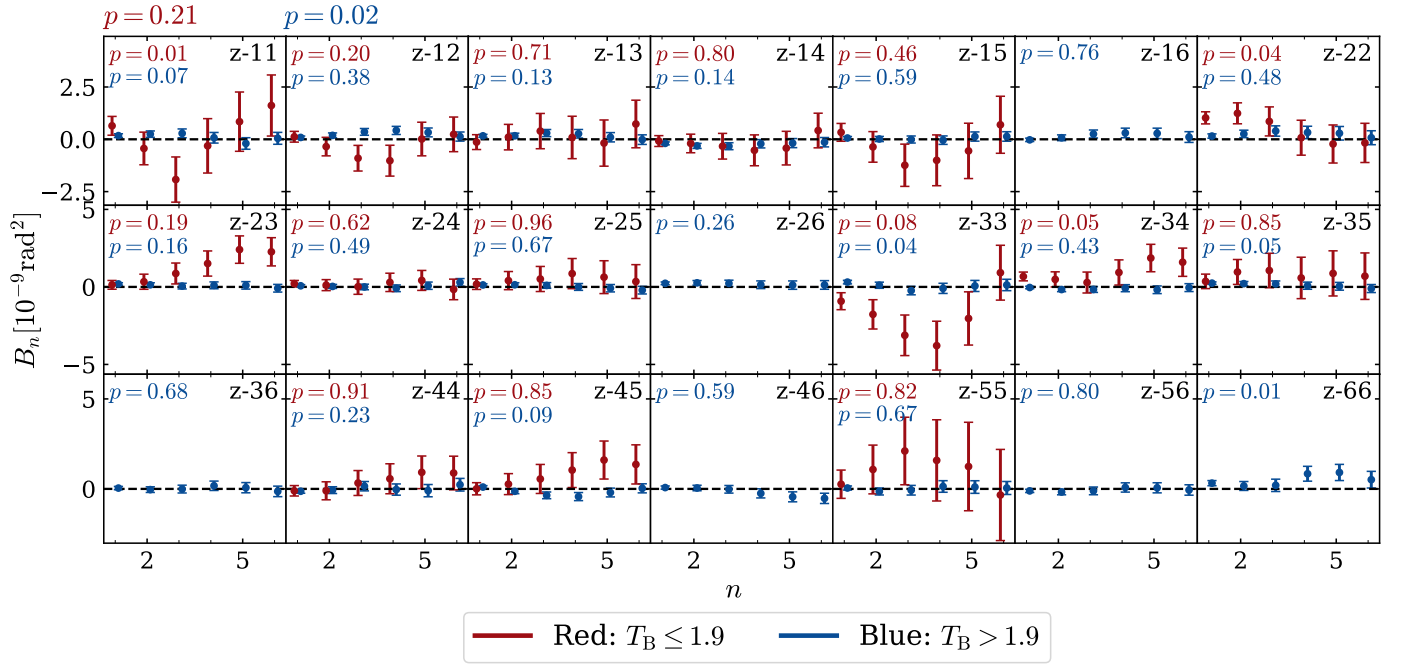 p = 0.21 p = 0.02
p = 0.01 z-11 p = 0.20 z-12 p = 0.71 z-13 p = 0.80 z-14 p = 0.46 z-15 p = 0.76 z-16 p = 0.04 z-22
p = 0.07 p = 0.38 p = 0.13 p = 0.14 p = 0.59 p = 0.48
2.5
0.0
−2.5
p = 0.19 z-23 p = 0.62 z-24 p = 0.96 z-25 p = 0.26 z-26 p = 0.08 z-33 p = 0.05 z-34 p = 0.85 z-35
p = 0.16 p = 0.49 p = 0.67 p = 0.04 p = 0.43 p = 0.05
5
0
−5
B_n [10^{−9} rad^2]
p = 0.68 z-36 p = 0.91 z-44 p = 0.85 z-45 p = 0.59 z-46 p = 0.82 z-55 p = 0.80 z-56 p = 0.01 z-66
p = 0.23 p = 0.09 p = 0.67
5
0
2 5 2 5 2 5 2 5 2 5 2 5 2 5
n
Red: T_B ≤ 1.9 Blue: T_B > 1.9